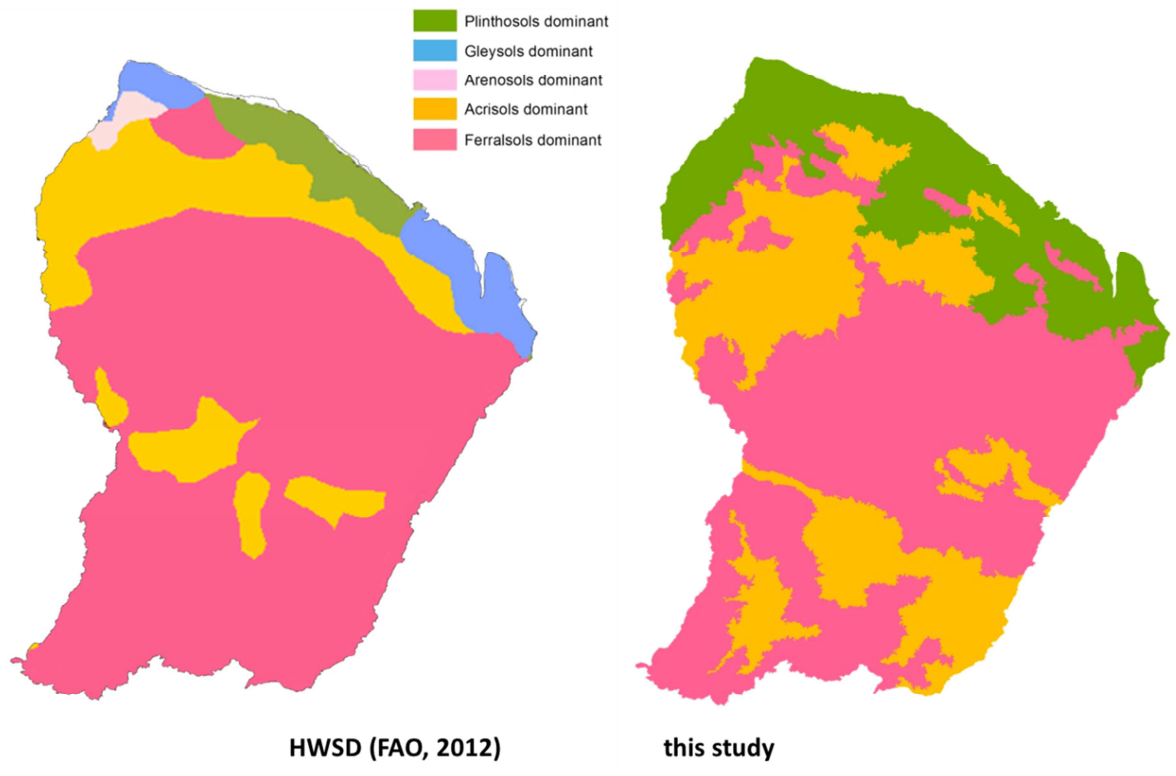 Plinthosols dominant
Gleysols dominant
Arenosols dominant
Acrisols dominant
Ferralsols dominant
HWSD (FAO, 2012)
this study